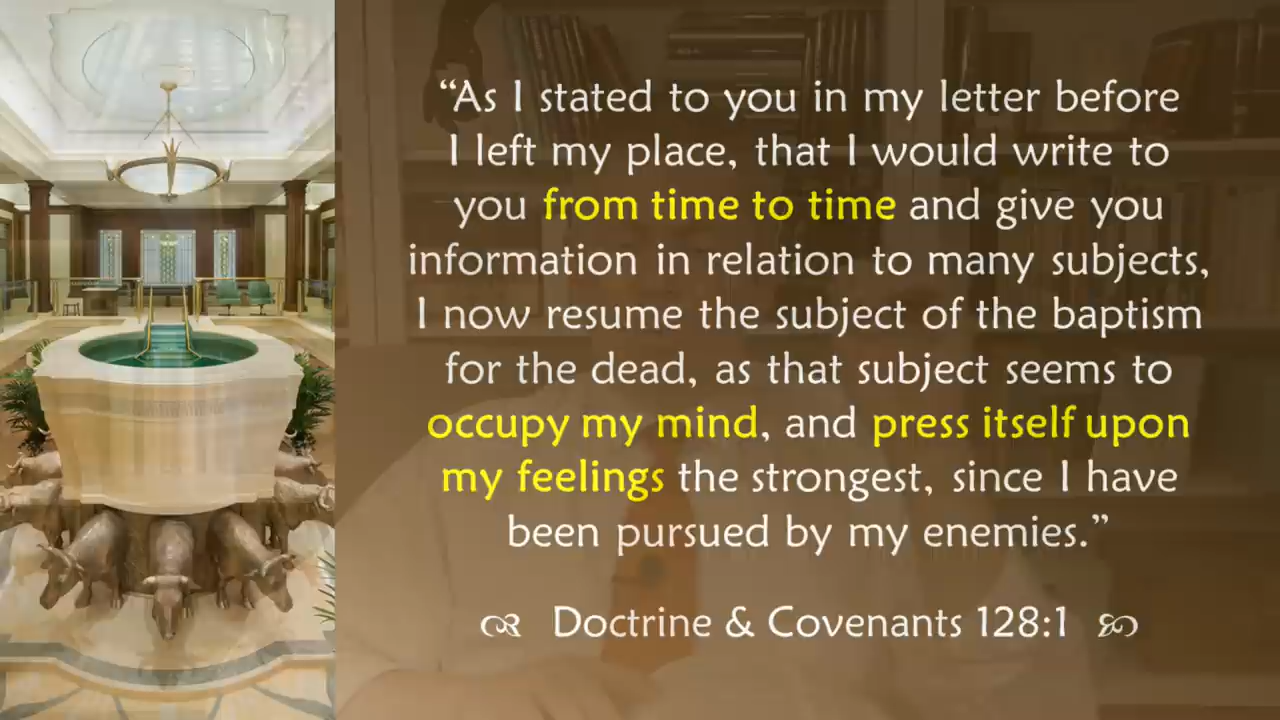 “As I stated to you in my letter before
I left my place, that I would write to
you from time to time and give you
information in relation to many subjects,
I now resume the subject of the baptism
for the dead, as that subject seems to
occupy my mind, and press itself upon
my feelings the strongest, since I have
been pursued by my enemies.”
Doctrine & Covenants 128:1